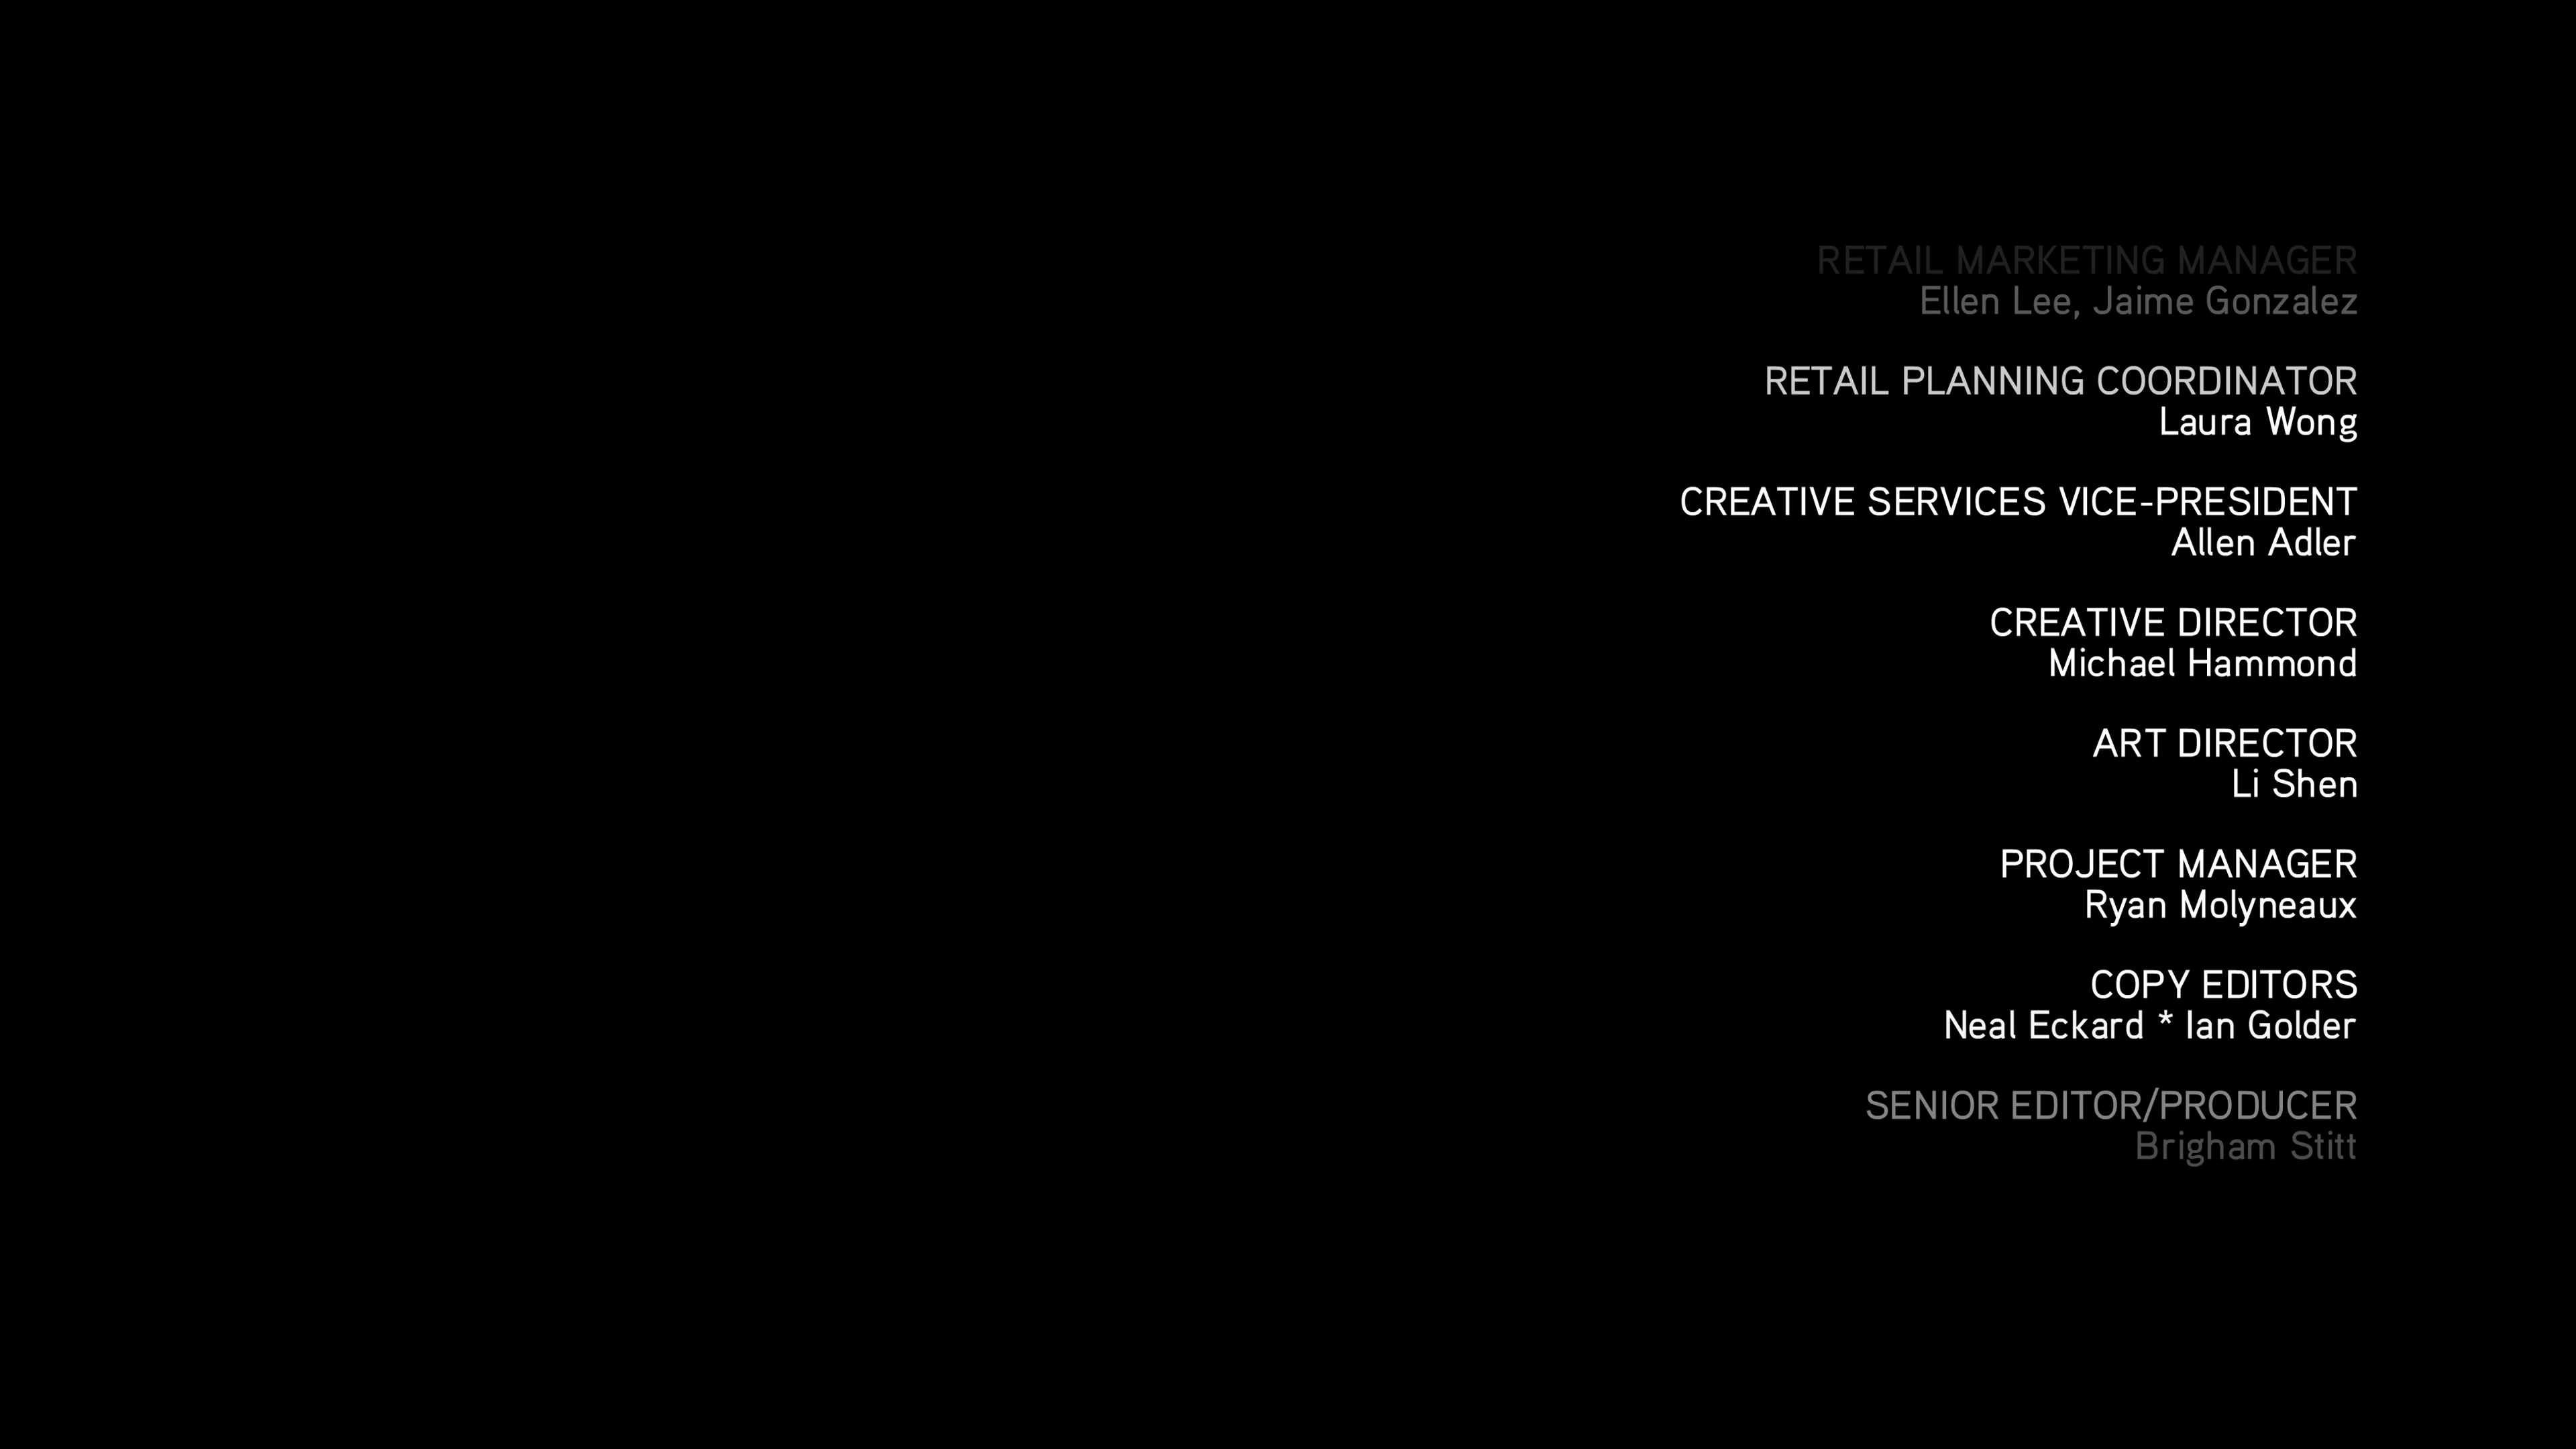 RETAIL MARKETING MANAGER
Ellen Lee, Jaime Gonzalez
RETAIL PLANNING COORDINATOR
Laura Wong
CREATIVE SERVICES VICE-PRESIDENT
Allen Adler
CREATIVE DIRECTOR
Michael Hammond
ART DIRECTOR
Li Shen
PROJECT MANAGER
Ryan Molyneaux
COPY EDITORS
Neal Eckard * Ian Golder
SENIOR EDITOR/PRODUCER
Brigham Stitt